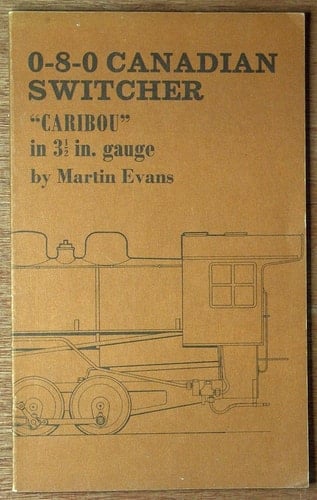 0-8-0 CANADIAN
SWITCHER
“CARIBOU”
in 3½ in. gauge
by Martin Evans